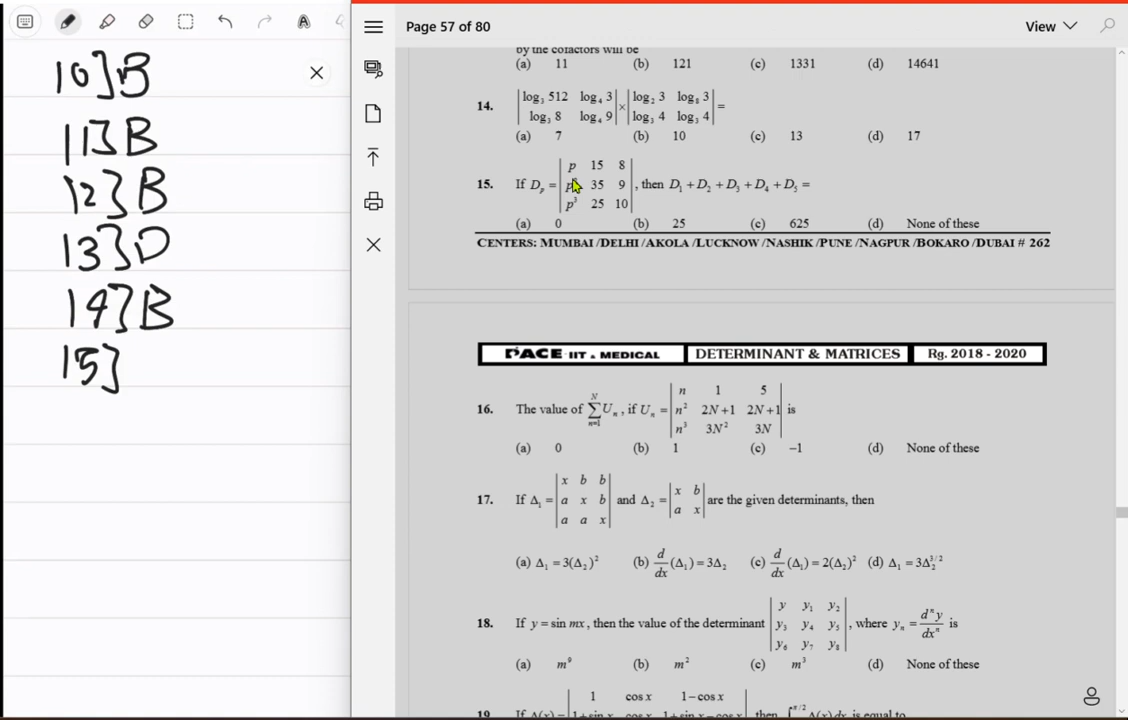 Page 57 of 80
View
10]B
11]B
12]B
13]D
14]B
15]
by the cofactors will be
(a) 11 (b) 121 (c) 1331 (d) 14641
14. |log₃ 512 log₄ 3| × |log₂ 3 log₈ 3| =
|log₃ 8 log₄ 9| |log₃ 4 log₃ 4|
(a) 7 (b) 10 (c) 13 (d) 17
15. If Dₚ = |p 15 8|, then D₁ + D₂ + D₃ + D₄ + D₅ =
|p² 35 9|
|p³ 25 10|
(a) 0 (b) 25 (c) 625 (d) None of these
CENTERS: MUMBAI /DELHI /AKOLA /LUCKNOW /NASHIK /PUNE /NAGPUR /BOKARO /DUBAI # 262
PACE IIT & MEDICAL DETERMINANT & MATRICES Rg. 2018 - 2020
16. The value of ∑ₙ₌₁ᴺ Uₙ, if Uₙ = |n 1 5| is
|n² 2N+1 2N+1|
|n³ 3N² 3N|
(a) 0 (b) 1 (c) −1 (d) None of these
17. If Δ₁ = |x b b| and Δ₂ = |x b| are the given determinants, then
|a x b| |a x|
|a a x|
(a) Δ₁ = 3(Δ₂)² (b) d/dx (Δ₁) = 3Δ₂ (c) d/dx (Δ₁) = 2(Δ₂)² (d) Δ₁ = 3Δ₂^3/2
18. If y = sin mx, then the value of the determinant |y y₁ y₂|, where yₙ = dⁿy/dxⁿ is
|y₃ y₄ y₅|
|y₆ y₇ y₈|
(a) m⁹ (b) m² (c) m³ (d) None of these
1 cos x 1−cos x